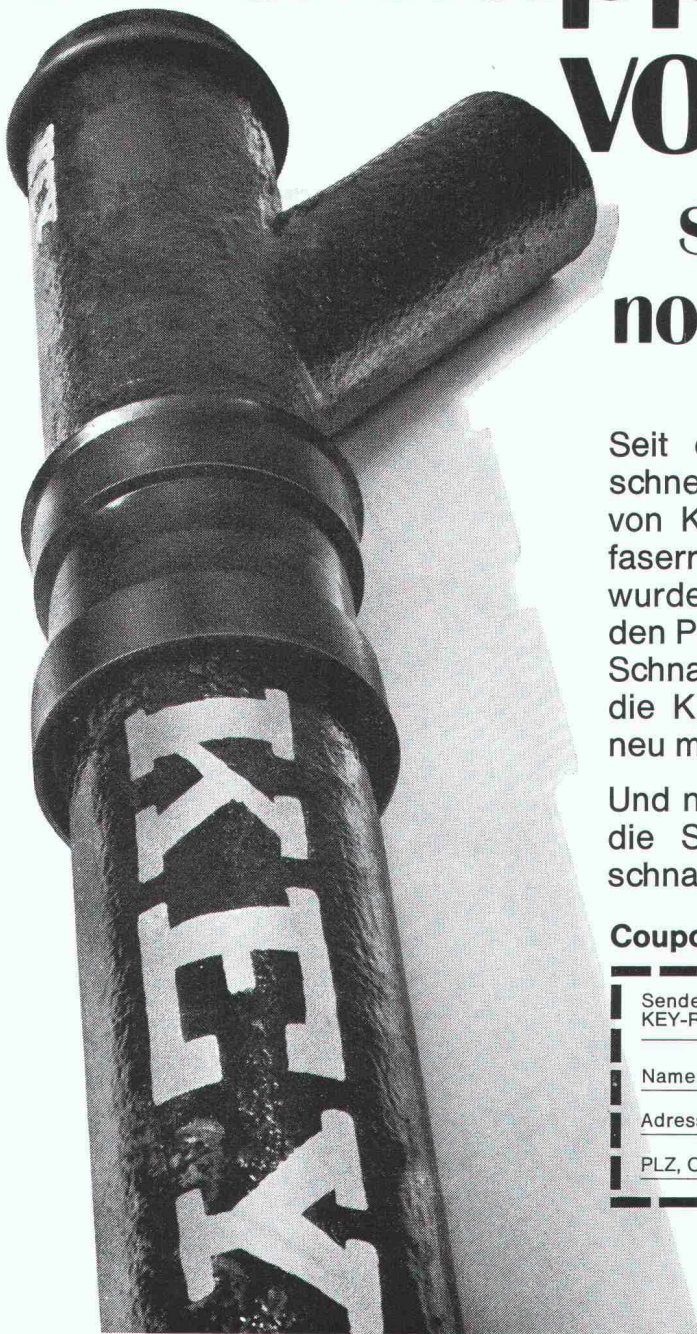 vo
s
no
Seit
schne
von K
faserr
wurde
den P
Schna
die K
neu m
Und n
die S
schna
Coupo
Sende
KEY-
Name
Adress
PLZ,
KEY